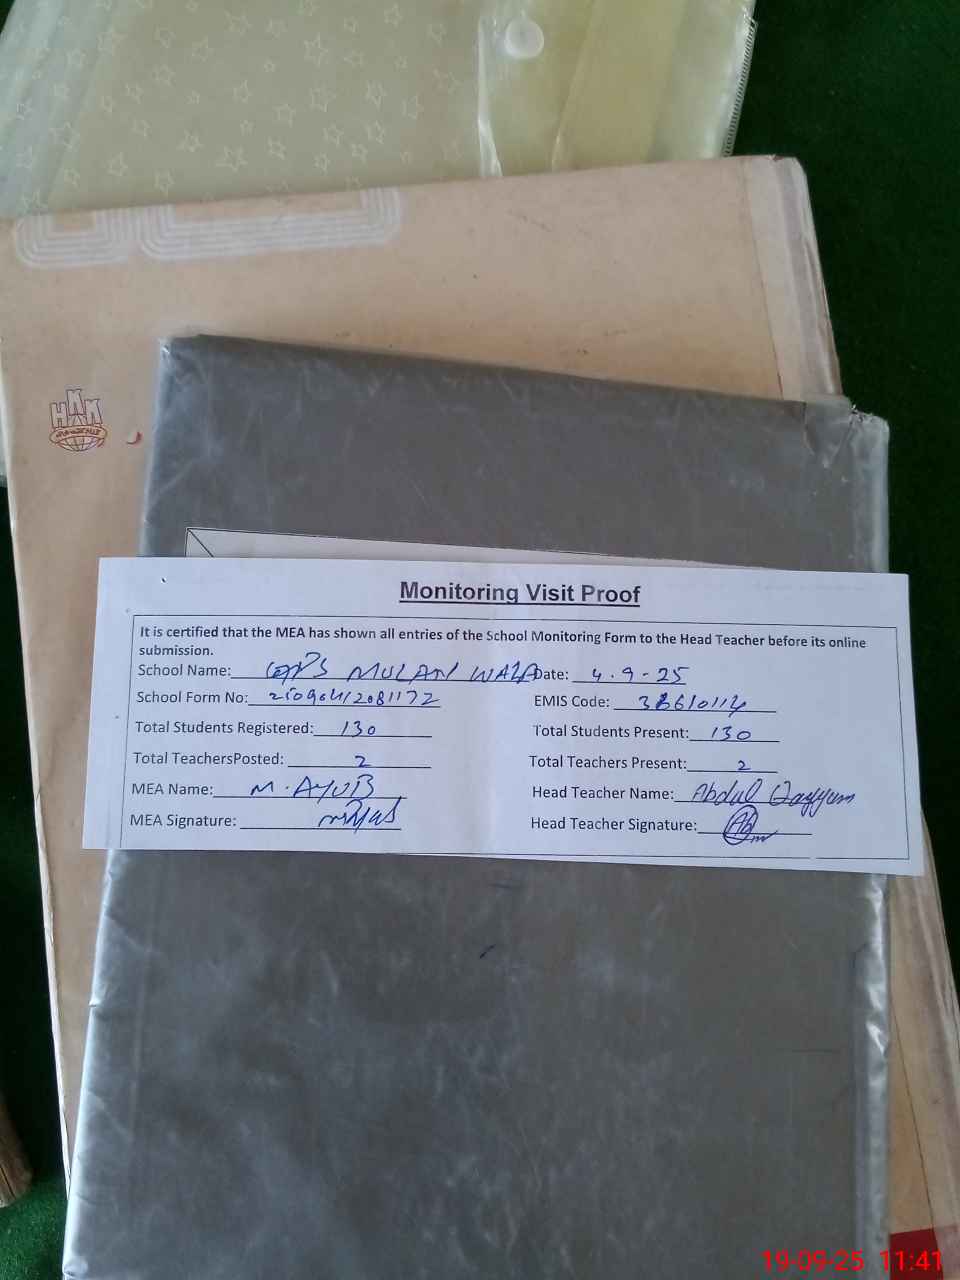 HKK
Monitoring Visit Proof
It is certified that the MEA has shown all entries of the School Monitoring Form to the Head Teacher before its online
submission.
School Name: GPS MULAN WALA Date: 4.9-25
School Form No: EMIS Code:
Total Students Registered: 130 Total Students Present: 130
Total TeachersPosted: 2 Total Teachers Present: 2
MEA Name: M. AYUB Head Teacher Name: Abdul Qayyum
MEA Signature: Head Teacher Signature:
19-09-25 11:41